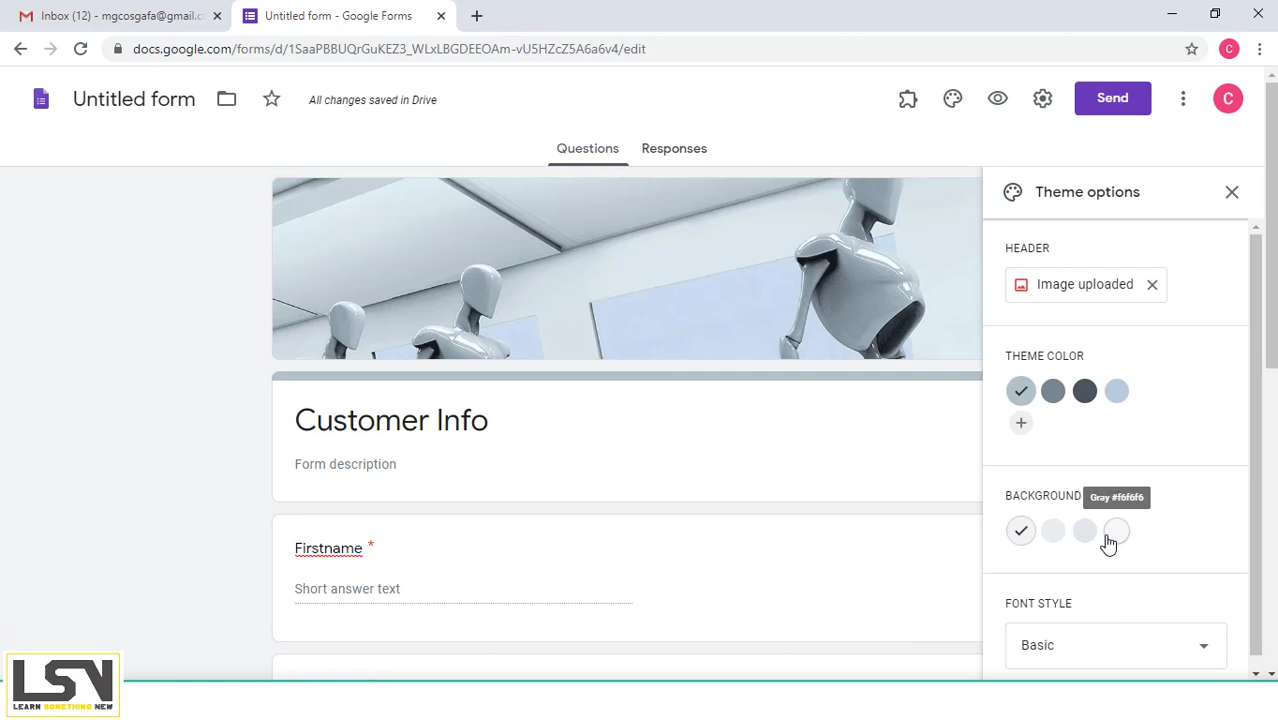 Inbox (12) - mgcosgafa@gmail.c
Untitled form - Google Forms
docs.google.com/forms/d/1SaaPBBUQrGuKEZ3_WLxLBGDEEOAm-vU5HZcZ5A6a6v4/edit
C
Untitled form
All changes saved in Drive
Send
C
Questions
Responses
Theme options
HEADER
Image uploaded
THEME COLOR
Customer Info
Form description
BACKGROUND
Gray #f6f6f6
Firstname *
Short answer text
FONT STYLE
Basic
LSN
LEARN SOMETHING NEW